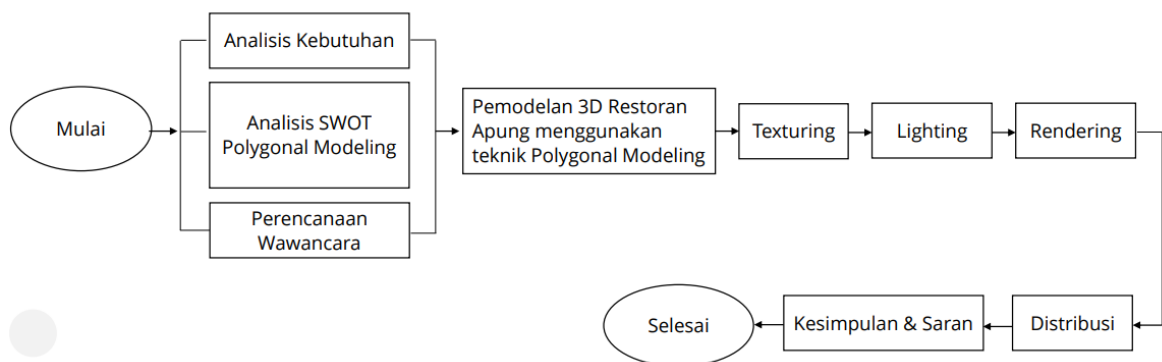 Mulai
Analisis Kebutuhan
Analisis SWOT
Polygonal Modeling
Perencanaan
Wawancara
Pemodelan 3D Restoran
Apung menggunakan
teknik Polygonal Modeling
Texturing
Lighting
Rendering
Distribusi
Kesimpulan & Saran
Selesai